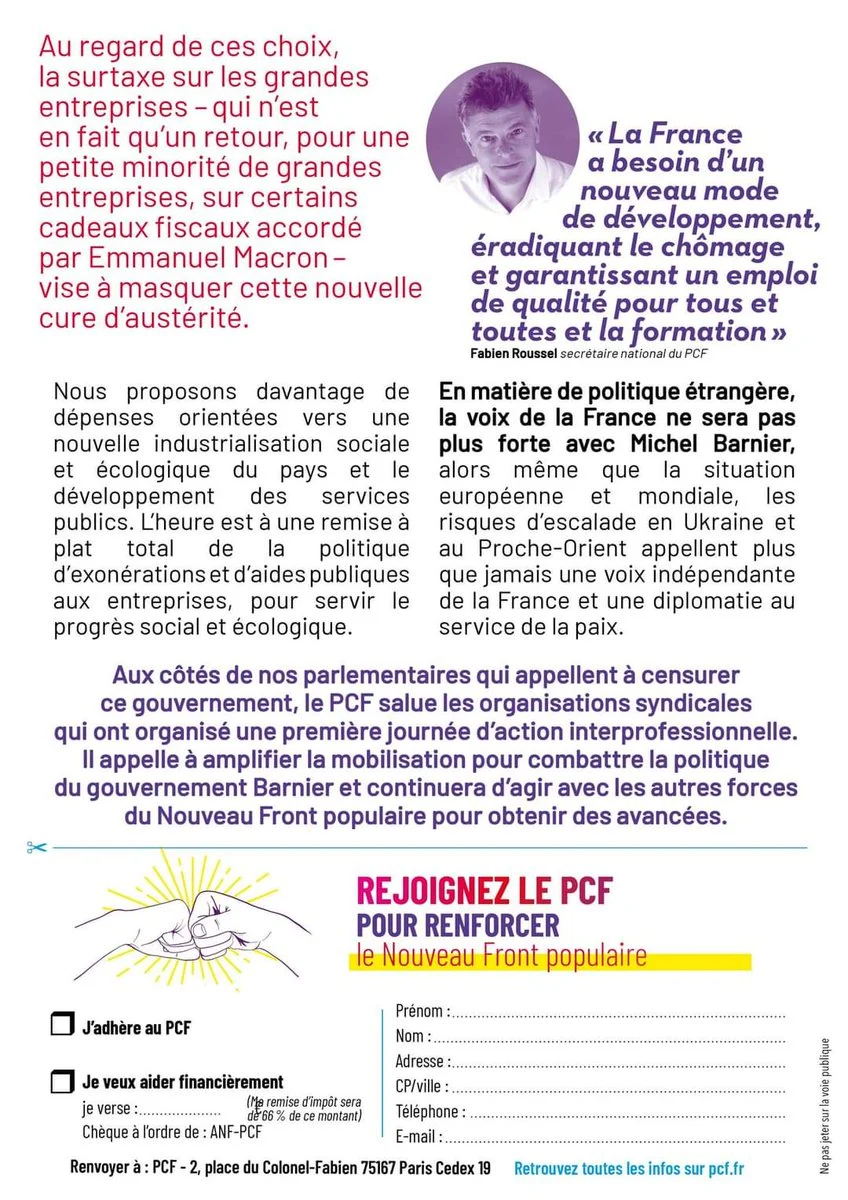 Au regard de ces choix,
la surtaxe sur les grandes
entreprises – qui n’est
en fait qu’un retour, pour une
petite minorité de grandes
entreprises, sur certains
cadeaux fiscaux accordé
par Emmanuel Macron –
vise à masquer cette nouvelle
cure d’austérité.
« La France
a besoin d’un
nouveau mode
de développement,
éradiquant le chômage
et garantissant un emploi
de qualité pour tous et
toutes et la formation »
Fabien Roussel secrétaire national du PCF
Nous proposons davantage de
dépenses orientées vers une
nouvelle industrialisation sociale
et écologique du pays et le
développement des services
publics. L’heure est à une remise à
plat total de la politique
d’exonérations et d’aides publiques
aux entreprises, pour servir le
progrès social et écologique.
En matière de politique étrangère,
la voix de la France ne sera pas
plus forte avec Michel Barnier,
alors même que la situation
européenne et mondiale, les
risques d’escalade en Ukraine et
au Proche-Orient appellent plus
que jamais une voix indépendante
de la France et une diplomatie au
service de la paix.
Aux côtés de nos parlementaires qui appellent à censurer
ce gouvernement, le PCF salue les organisations syndicales
qui ont organisé une première journée d’action interprofessionnelle.
Il appelle à amplifier la mobilisation pour combattre la politique
du gouvernement Barnier et continuera d’agir avec les autres forces
du Nouveau Front populaire pour obtenir des avancées.
REJOIGNEZ LE PCF
POUR RENFORCER
le Nouveau Front populaire
J’adhère au PCF
Je veux aider financièrement
je verse :....................
(Ma remise d’impôt sera
de 66 % de ce montant)
Chèque à l’ordre de : ANF-PCF
Prénom :
Nom :
Adresse :
CP/ville :
Téléphone :
E-mail :
Renvoyer à : PCF - 2, place du Colonel-Fabien 75167 Paris Cedex 19
Retrouvez toutes les infos sur pcf.fr
Ne pas jeter sur la voie publique